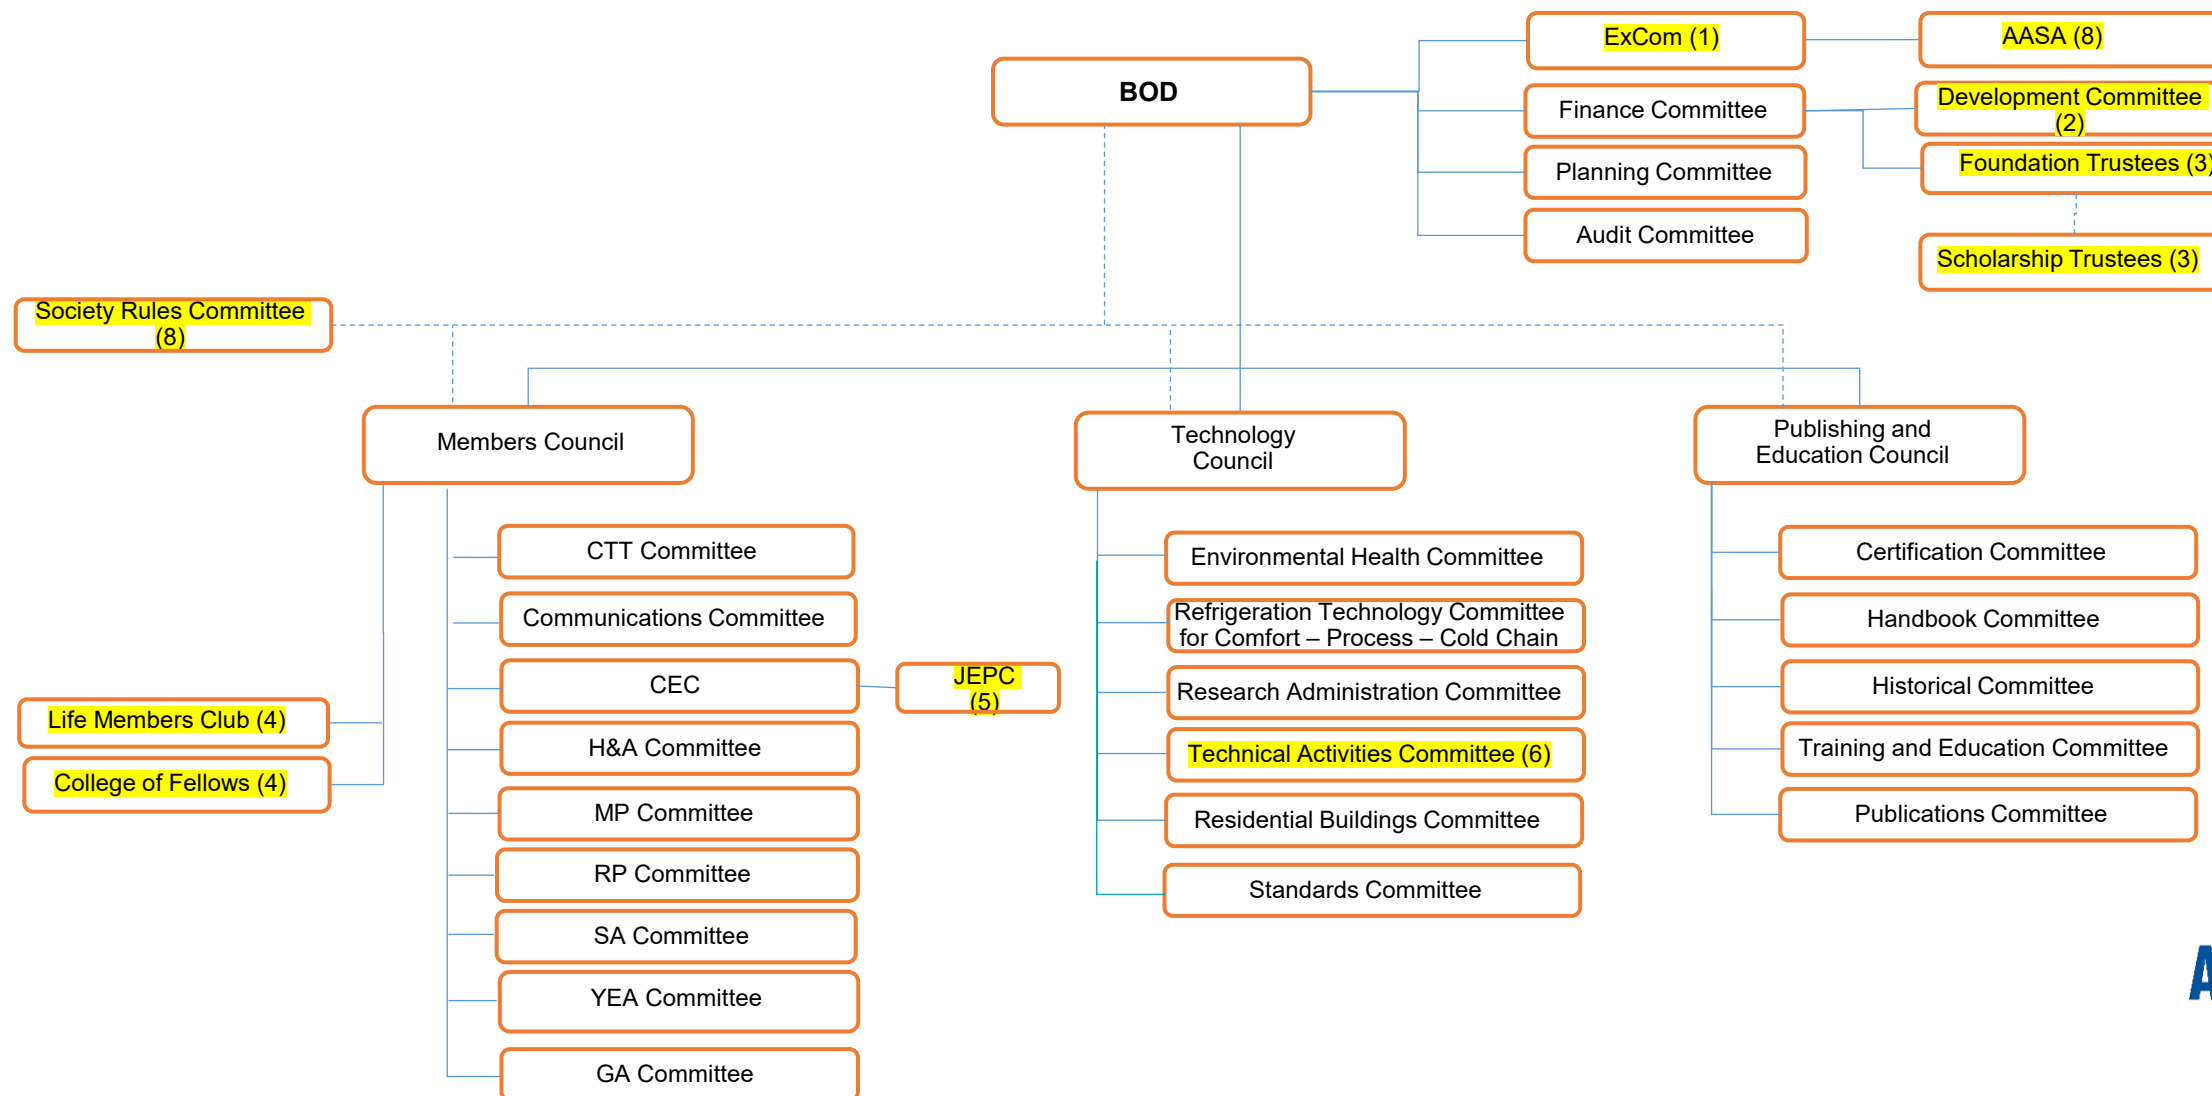 ExCom (1)
AASA (8)
BOD
Finance Committee
Development Committee
(2)
Planning Committee
Foundation Trustees (3)
Audit Committee
Scholarship Trustees (3)
Society Rules Committee
(8)
Members Council
Technology
Council
Publishing and
Education Council
CTT Committee
Communications Committee
CEC
JEPC
(5)
H&A Committee
MP Committee
RP Committee
SA Committee
YEA Committee
GA Committee
Life Members Club (4)
College of Fellows (4)
Environmental Health Committee
Refrigeration Technology Committee
for Comfort – Process – Cold Chain
Research Administration Committee
Technical Activities Committee (6)
Residential Buildings Committee
Standards Committee
Certification Committee
Handbook Committee
Historical Committee
Training and Education Committee
Publications Committee